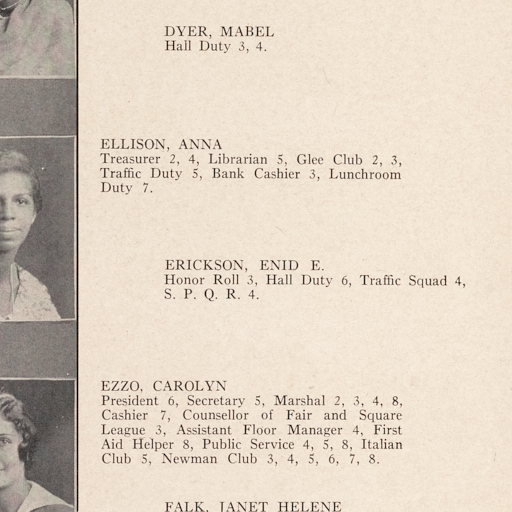 DYER, MABEL
Hall Duty 3, 4.
ELLISON, ANNA
Treasurer 2, 4, Librarian 5, Glee Club 2, 3,
Traffic Duty 5, Bank Cashier 3, Lunchroom
Duty 7.
ERICKSON, ENID E.
Honor Roll 3, Hall Duty 6, Traffic Squad 4,
S. P. Q. R. 4.
EZZO, CAROLYN
President 6, Secretary 5, Marshal 2, 3, 4, 8,
Cashier 7, Counsellor of Fair and Square
League 3, Assistant Floor Manager 4, First
Aid Helper 8, Public Service 4, 5, 8, Italian
Club 5, Newman Club 3, 4, 5, 6, 7, 8.
FALK, JANET HELENE